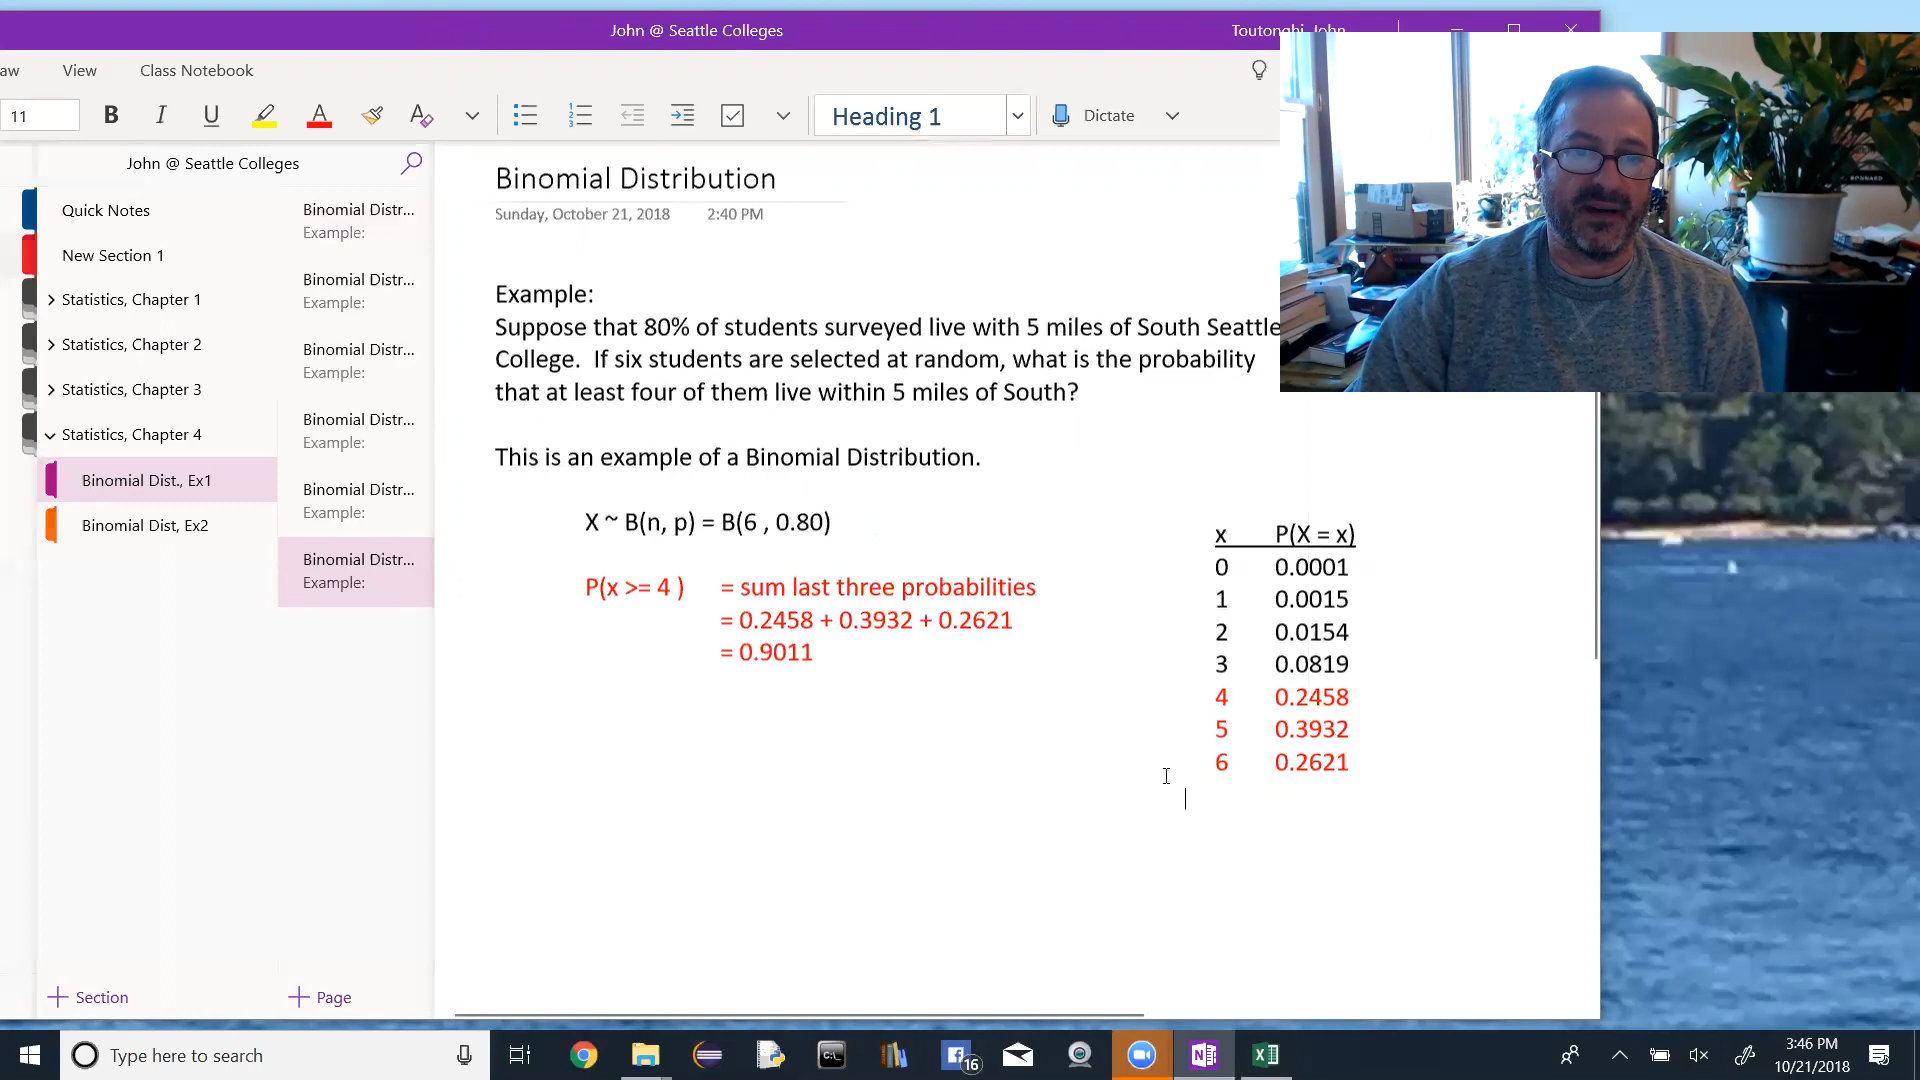 John @ Seattle Colleges
Toutonghi, John
aw View Class Notebook
11 B I U A A Heading 1 Dictate
John @ Seattle Colleges
Quick Notes
New Section 1
Statistics, Chapter 1
Statistics, Chapter 2
Statistics, Chapter 3
Statistics, Chapter 4
Binomial Dist., Ex1
Binomial Dist, Ex2
Binomial Distr...
Example:
Binomial Distr...
Example:
Binomial Distr...
Example:
Binomial Distr...
Example:
Binomial Distr...
Example:
Binomial Distr...
Example:
Binomial Distribution
Sunday, October 21, 2018 2:40 PM
Example:
Suppose that 80% of students surveyed live with 5 miles of South Seattle
College. If six students are selected at random, what is the probability
that at least four of them live within 5 miles of South?
This is an example of a Binomial Distribution.
X ~ B(n, p) = B(6 , 0.80)
P(x >= 4 ) = sum last three probabilities
= 0.2458 + 0.3932 + 0.2621
= 0.9011
x P(X = x)
0 0.0001
1 0.0015
2 0.0154
3 0.0819
4 0.2458
5 0.3932
6 0.2621
+ Section + Page
Type here to search
16
3:46 PM
10/21/2018